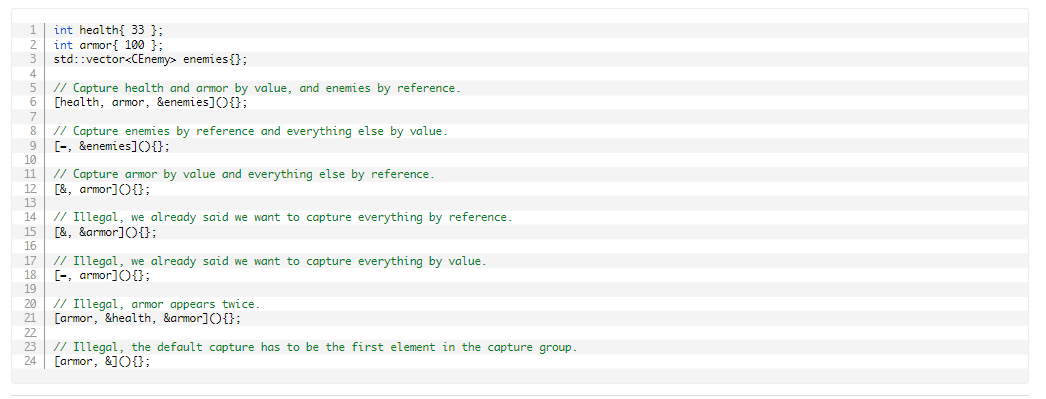 1 int health{ 33 };
2 int armor{ 100 };
3 std::vector<CEnemy> enemies{};
4
5 // Capture health and armor by value, and enemies by reference.
6 [health, armor, &enemies](){};
7
8 // Capture enemies by reference and everything else by value.
9 [=, &enemies](){};
10
11 // Capture armor by value and everything else by reference.
12 [&, armor](){};
13
14 // Illegal, we already said we want to capture everything by reference.
15 [&, &armor](){};
16
17 // Illegal, we already said we want to capture everything by value.
18 [=, armor](){};
19
20 // Illegal, armor appears twice.
21 [armor, &health, &armor](){};
22
23 // Illegal, the default capture has to be the first element in the capture group.
24 [armor, &](){};